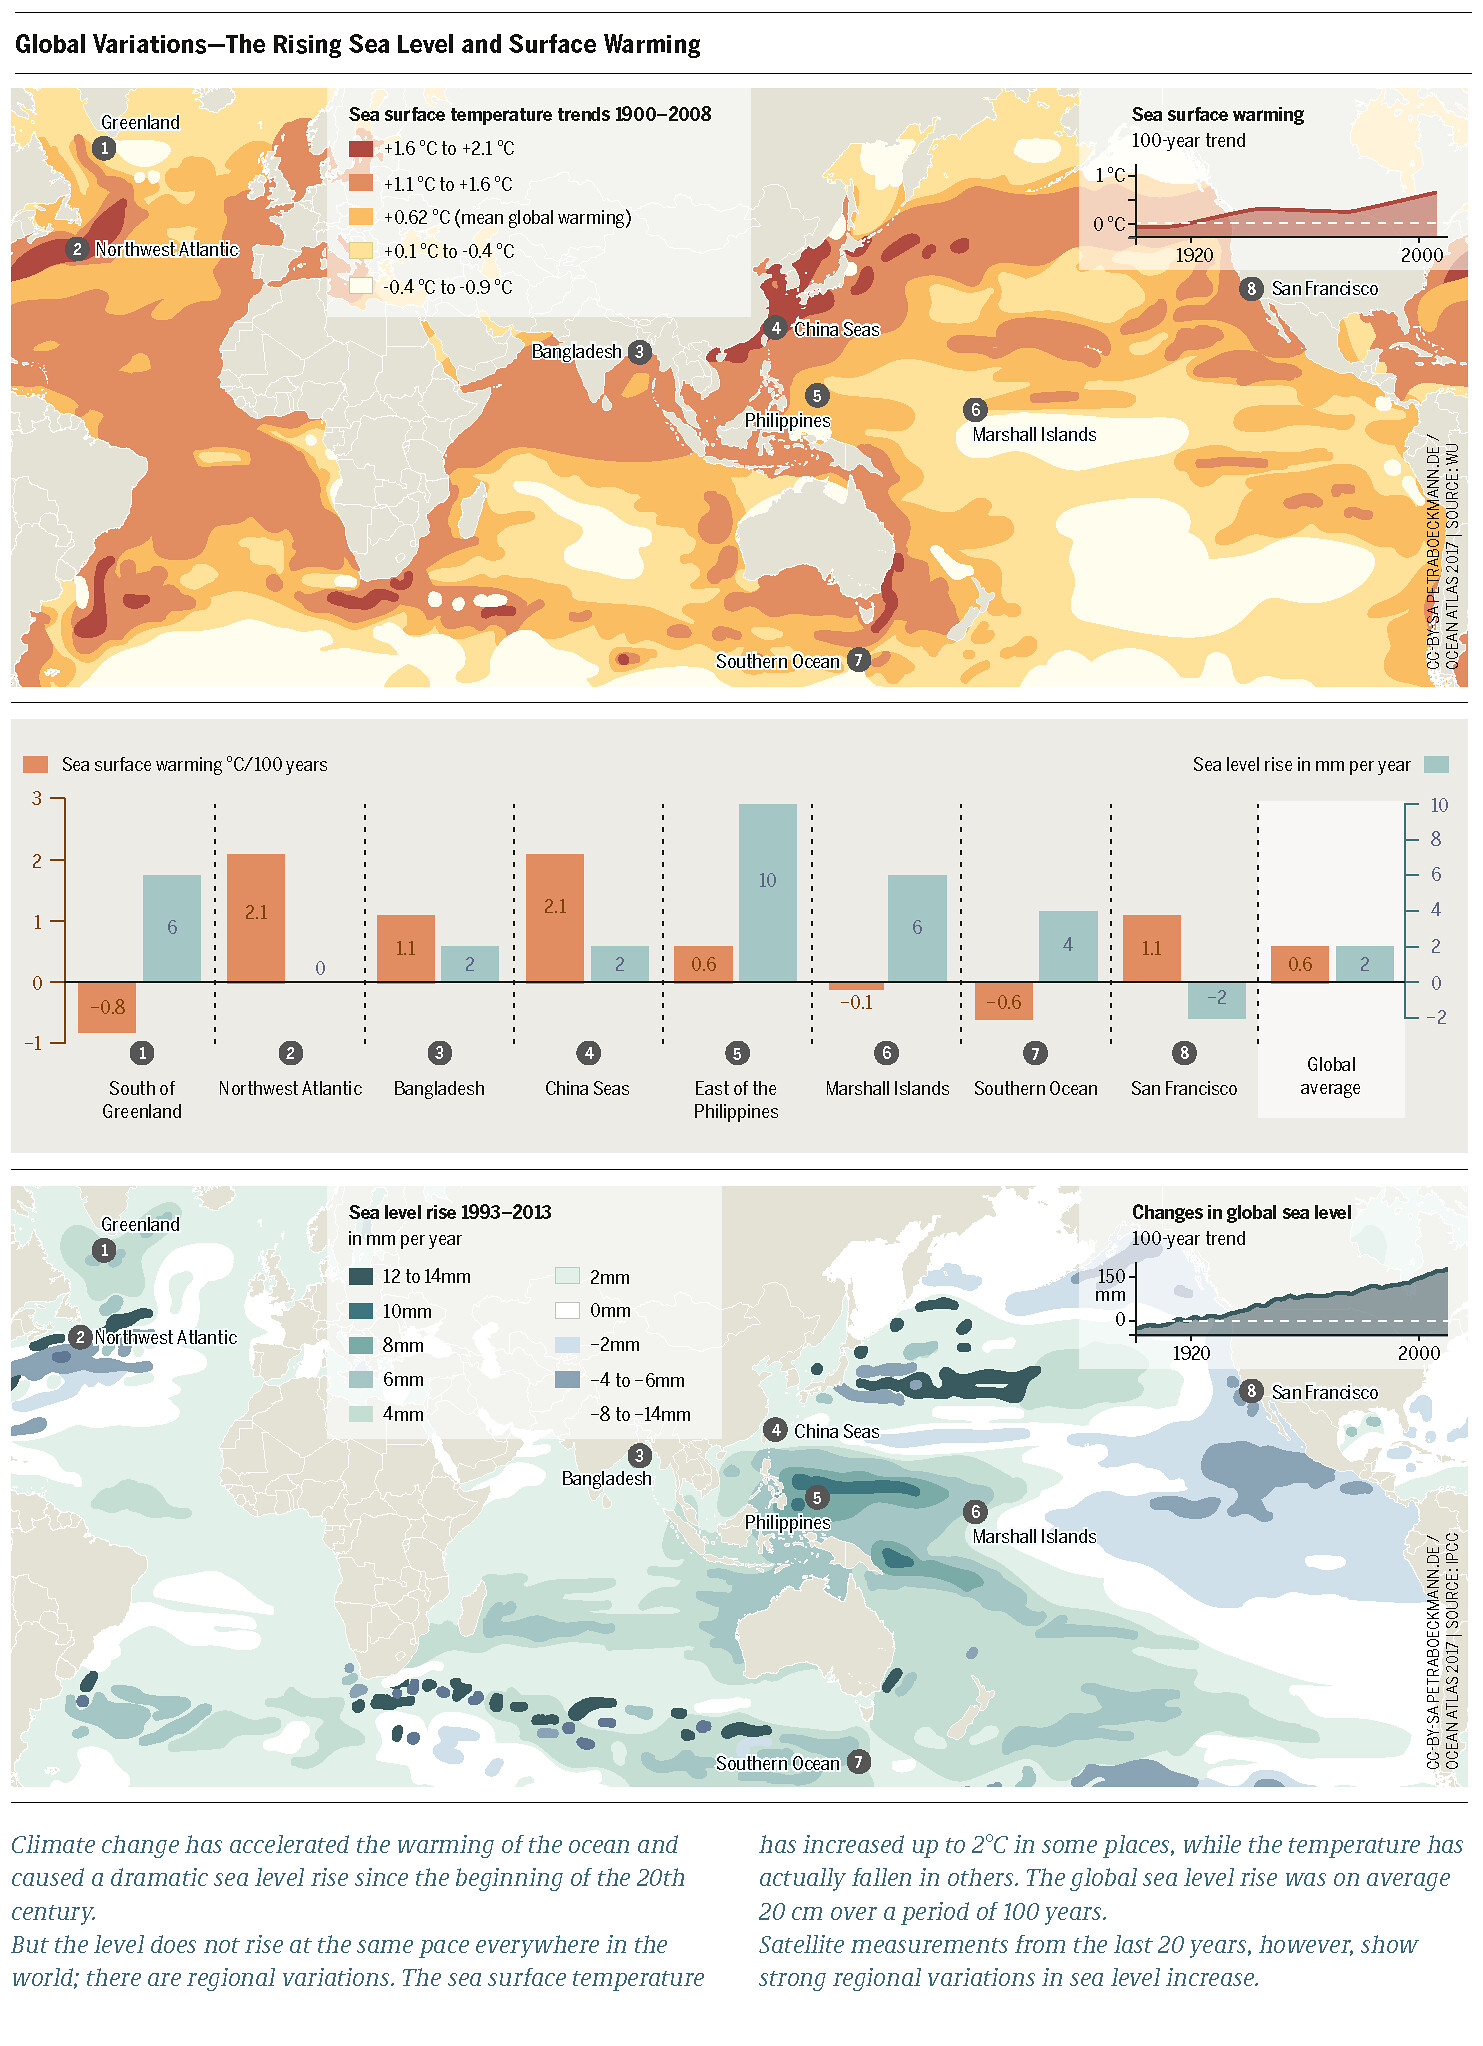 Global Variations—The Rising Sea Level and Surface Warming
Sea surface temperature trends 1900–2008
+1.6 °C to +2.1 °C
+1.1 °C to +1.6 °C
+0.62 °C (mean global warming)
+0.1 °C to -0.4 °C
-0.4 °C to -0.9 °C
Sea surface warming
100-year trend
1 °C
0 °C
1920
2000
Greenland
1
2
Northwest Atlantic
Bangladesh
3
4
China Seas
5
Philippines
6
Marshall Islands
Southern Ocean
7
8
San Francisco
CC-BY-SA PETRABOECKMANN.DE /
OCEAN ATLAS 2017 | SOURCE: WU
Sea surface warming °C/100 years
Sea level rise in mm per year
3
2
1
0
−1
10
8
6
4
2
0
−2
−0.8
6
2.1
0
1.1
2
2.1
2
0.6
10
−0.1
6
−0.6
4
1.1
−2
0.6
2
1
2
3
4
5
6
7
8
South of
Greenland
Northwest Atlantic
Bangladesh
China Seas
East of the
Philippines
Marshall Islands
Southern Ocean
San Francisco
Global
average
Sea level rise 1993–2013
in mm per year
12 to 14mm
10mm
8mm
6mm
4mm
2mm
0mm
−2mm
−4 to −6mm
−8 to −14mm
Changes in global sea level
100-year trend
150
mm
0
1920
2000
Greenland
1
2
Northwest Atlantic
3
Bangladesh
4
China Seas
5
Philippines
6
Marshall Islands
Southern Ocean
7
8
San Francisco
CC-BY-SA PETRABOECKMANN.DE /
OCEAN ATLAS 2017 | SOURCE: IPCC
Climate change has accelerated the warming of the ocean and
caused a dramatic sea level rise since the beginning of the 20th
century.
But the level does not rise at the same pace everywhere in the
world; there are regional variations. The sea surface temperature
has increased up to 2°C in some places, while the temperature has
actually fallen in others. The global sea level rise was on average
20 cm over a period of 100 years.
Satellite measurements from the last 20 years, however, show
strong regional variations in sea level increase.